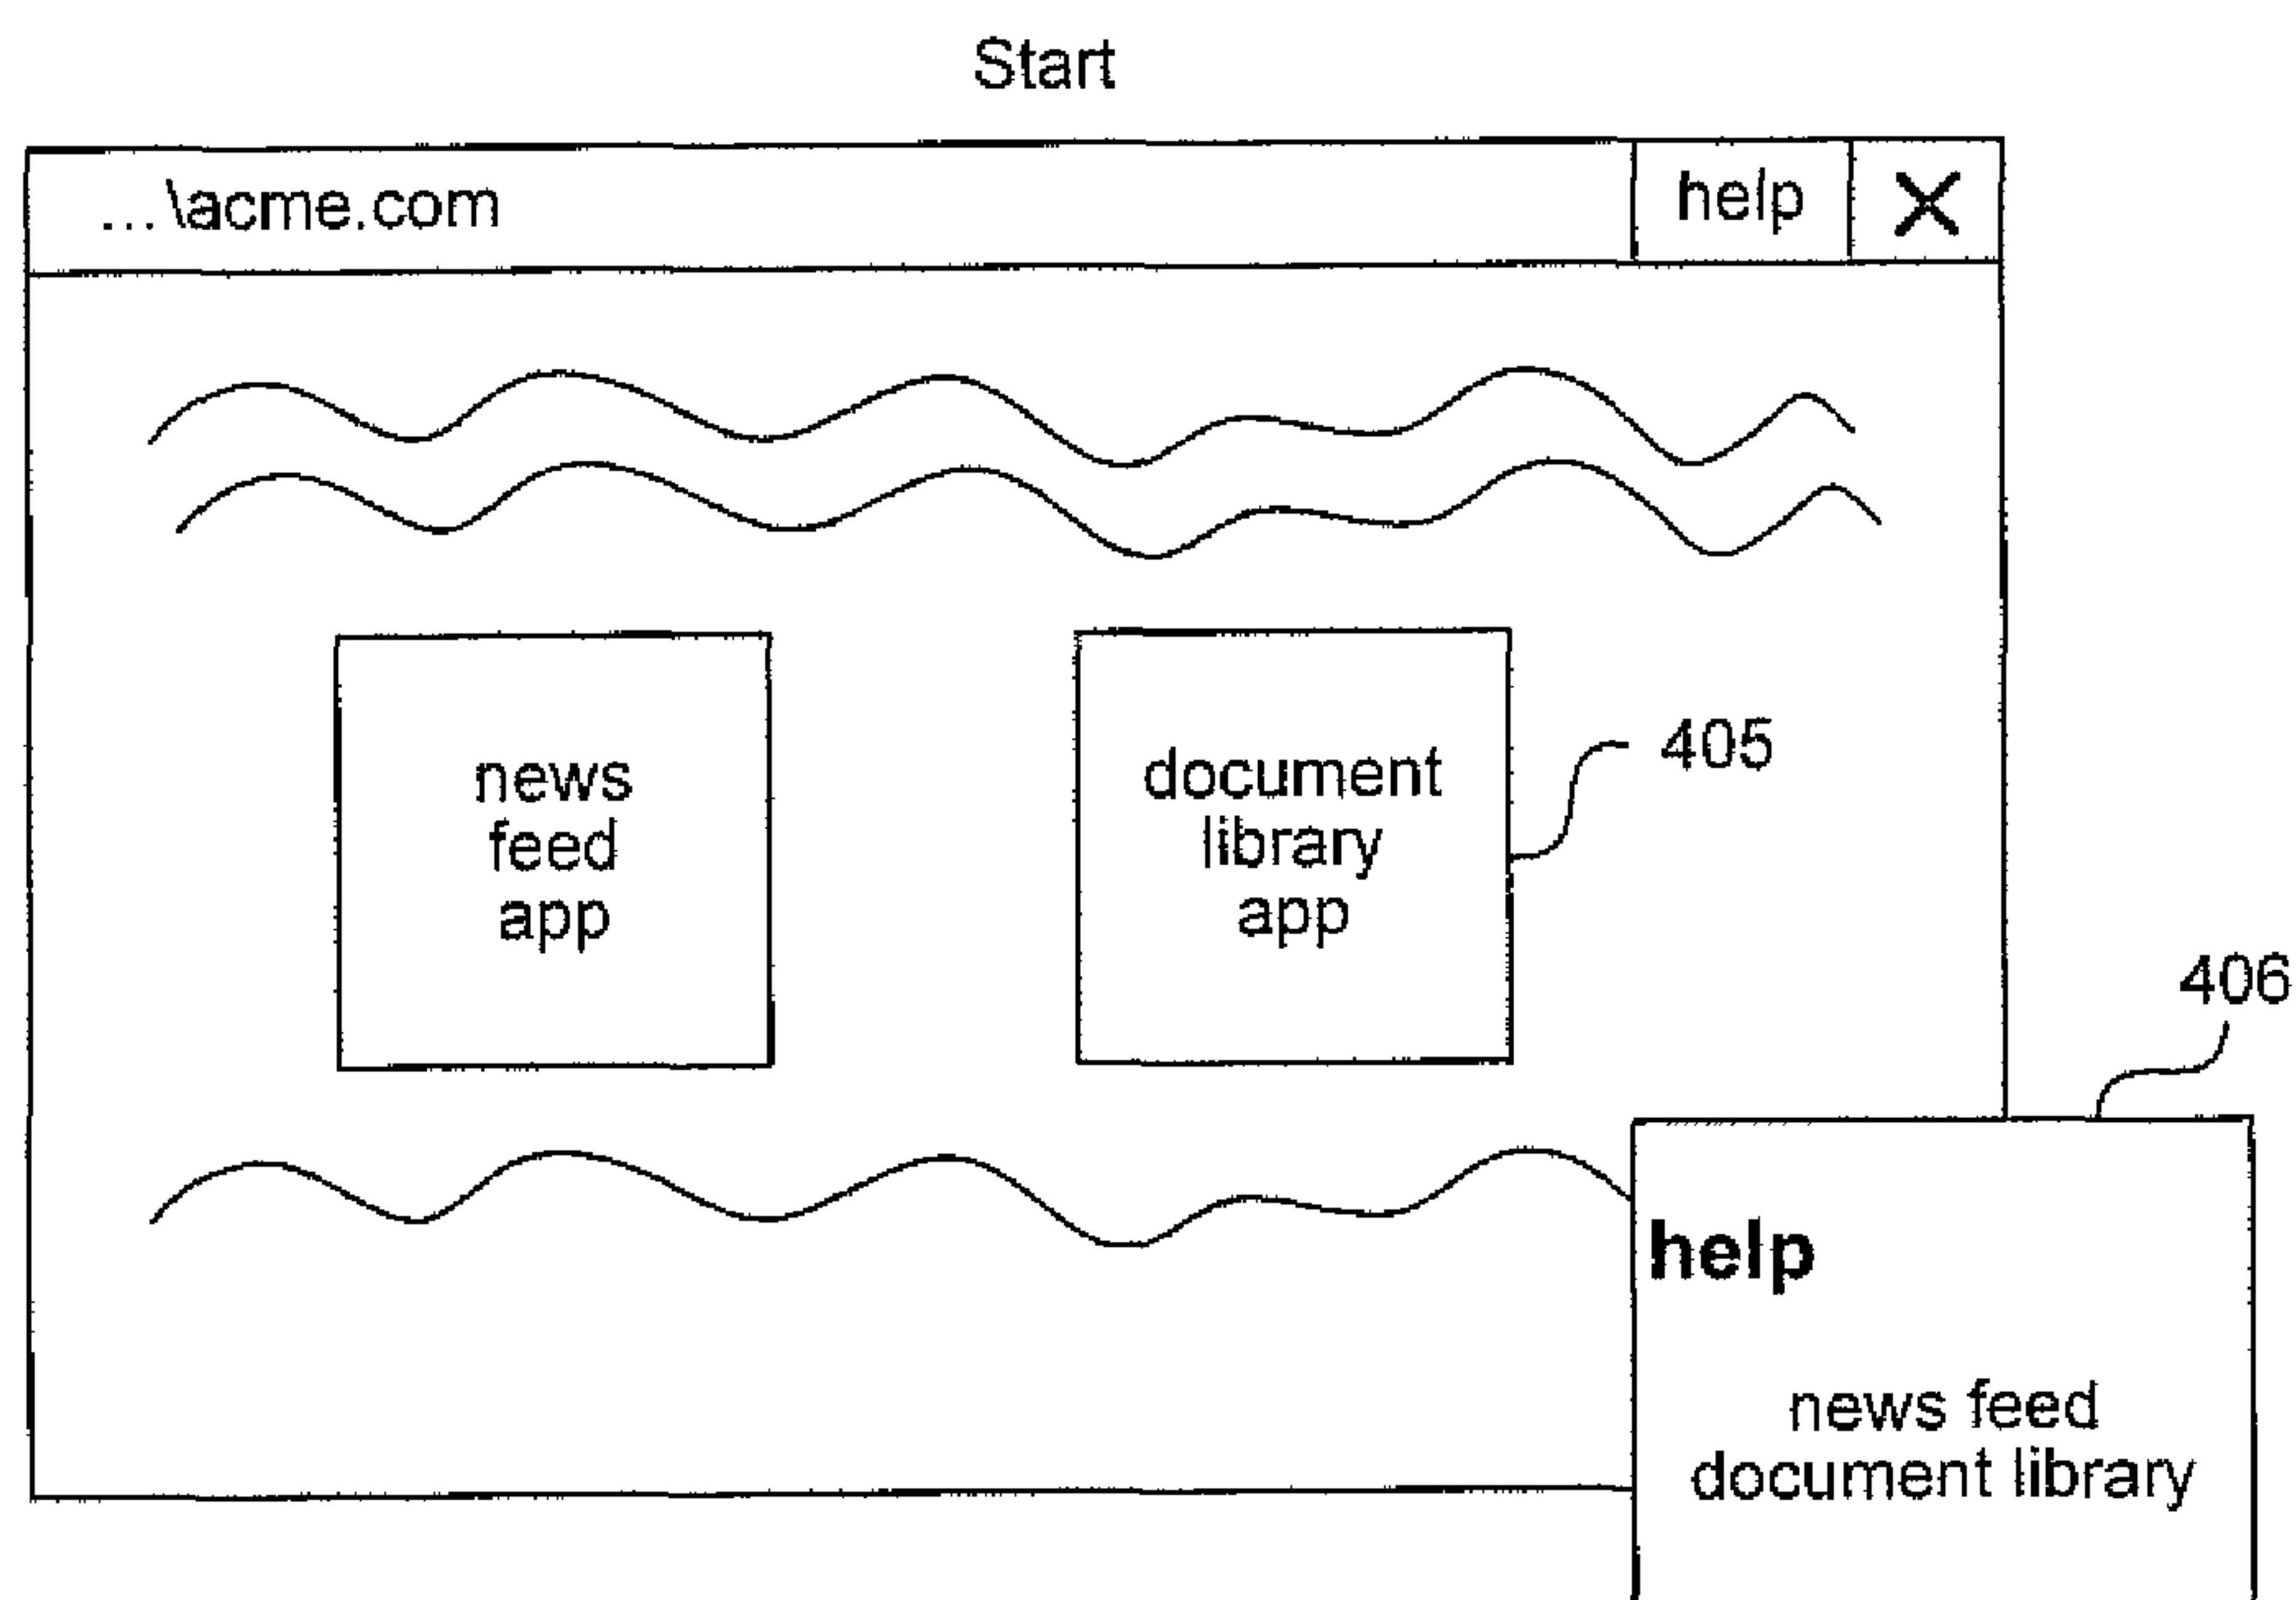 Start
...\acme.com
help
X
news
feed
app
document
library
app
405
406
help
news feed
document library